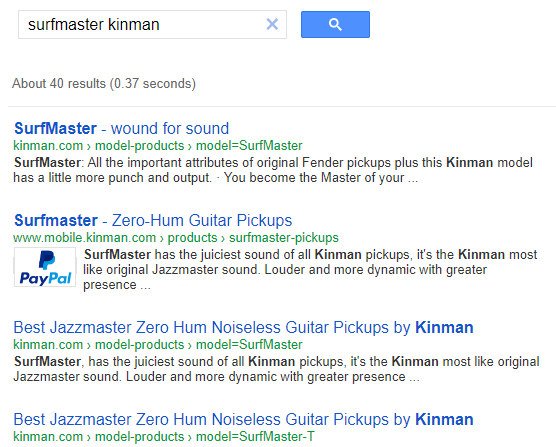 surfmaster kinman
About 40 results (0.37 seconds)
SurfMaster - wound for sound
kinman.com › model-products › model=SurfMaster
SurfMaster: All the important attributes of original Fender pickups plus this Kinman model
has a little more punch and output. · You become the Master of your ...
Surfmaster - Zero-Hum Guitar Pickups
www.mobile.kinman.com › products › surfmaster-pickups
PayPal
SurfMaster has the juiciest sound of all Kinman pickups, it's the Kinman most
like original Jazzmaster sound. Louder and more dynamic with greater
presence ...
Best Jazzmaster Zero Hum Noiseless Guitar Pickups by Kinman
kinman.com › model-products › model=SurfMaster
SurfMaster, has the juiciest sound of all Kinman pickups, it's the Kinman most like original
Jazzmaster sound. Louder and more dynamic with greater presence ...
Best Jazzmaster Zero Hum Noiseless Guitar Pickups by Kinman
kinman.com › model-products › model=SurfMaster-T